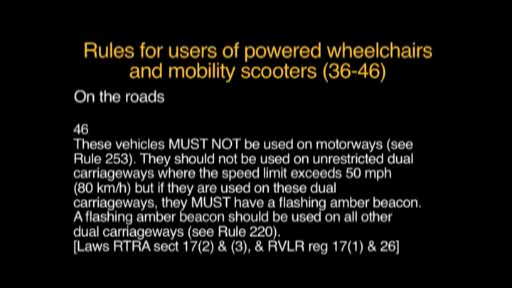 Rules for users of powered wheelchairs
and mobility scooters (36-46)
On the roads
46
These vehicles MUST NOT be used on motorways (see
Rule 253). They should not be used on unrestricted dual
carriageways where the speed limit exceeds 50 mph
(80 km/h) but if they are used on these dual
carriageways, they MUST have a flashing amber beacon.
A flashing amber beacon should be used on all other
dual carriageways (see Rule 220).
[Laws RTRA sect 17(2) & (3), & RVLR reg 17(1) & 26]